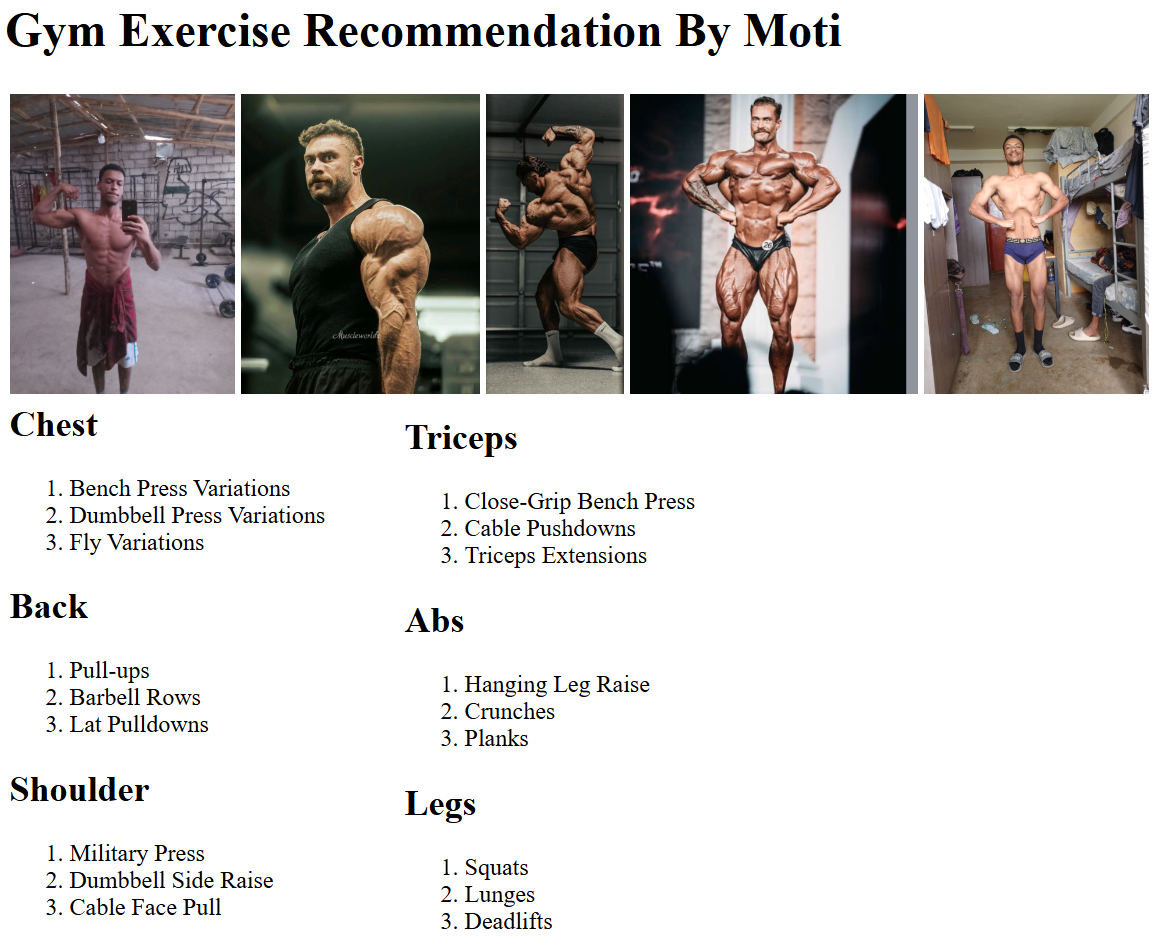 Gym Exercise Recommendation By Moti
Muscleworld
26
Chest
1. Bench Press Variations
2. Dumbbell Press Variations
3. Fly Variations
Back
1. Pull-ups
2. Barbell Rows
3. Lat Pulldowns
Shoulder
1. Military Press
2. Dumbbell Side Raise
3. Cable Face Pull
Triceps
1. Close-Grip Bench Press
2. Cable Pushdowns
3. Triceps Extensions
Abs
1. Hanging Leg Raise
2. Crunches
3. Planks
Legs
1. Squats
2. Lunges
3. Deadlifts